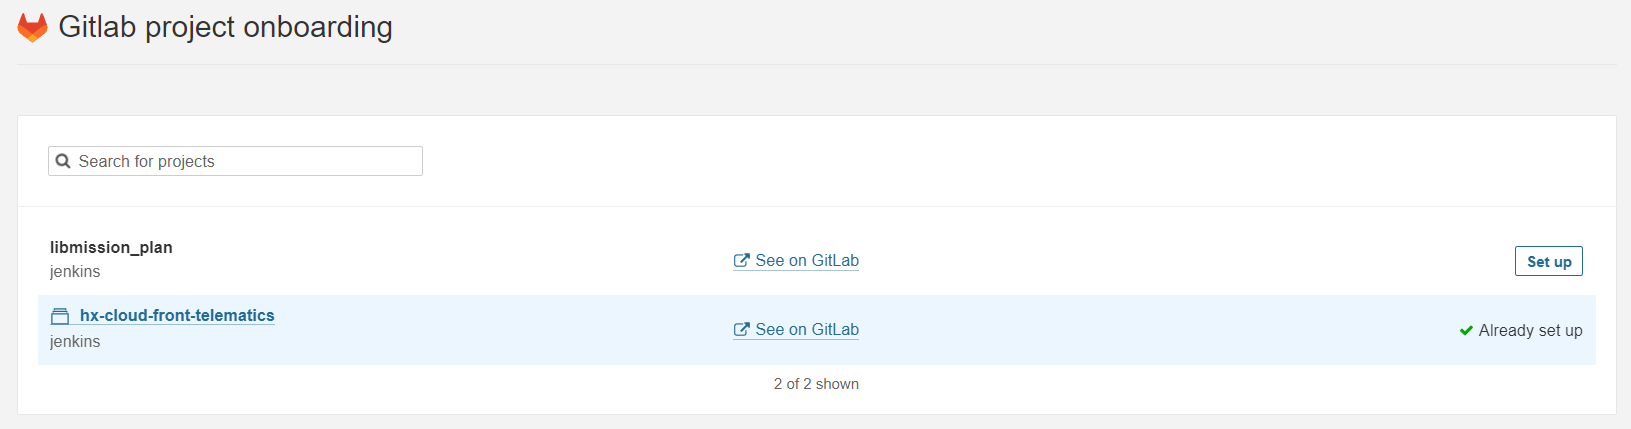 Gitlab project onboarding
Search for projects
libmission_plan
jenkins
See on GitLab
Set up
hx-cloud-front-telematics
jenkins
See on GitLab
Already set up
2 of 2 shown